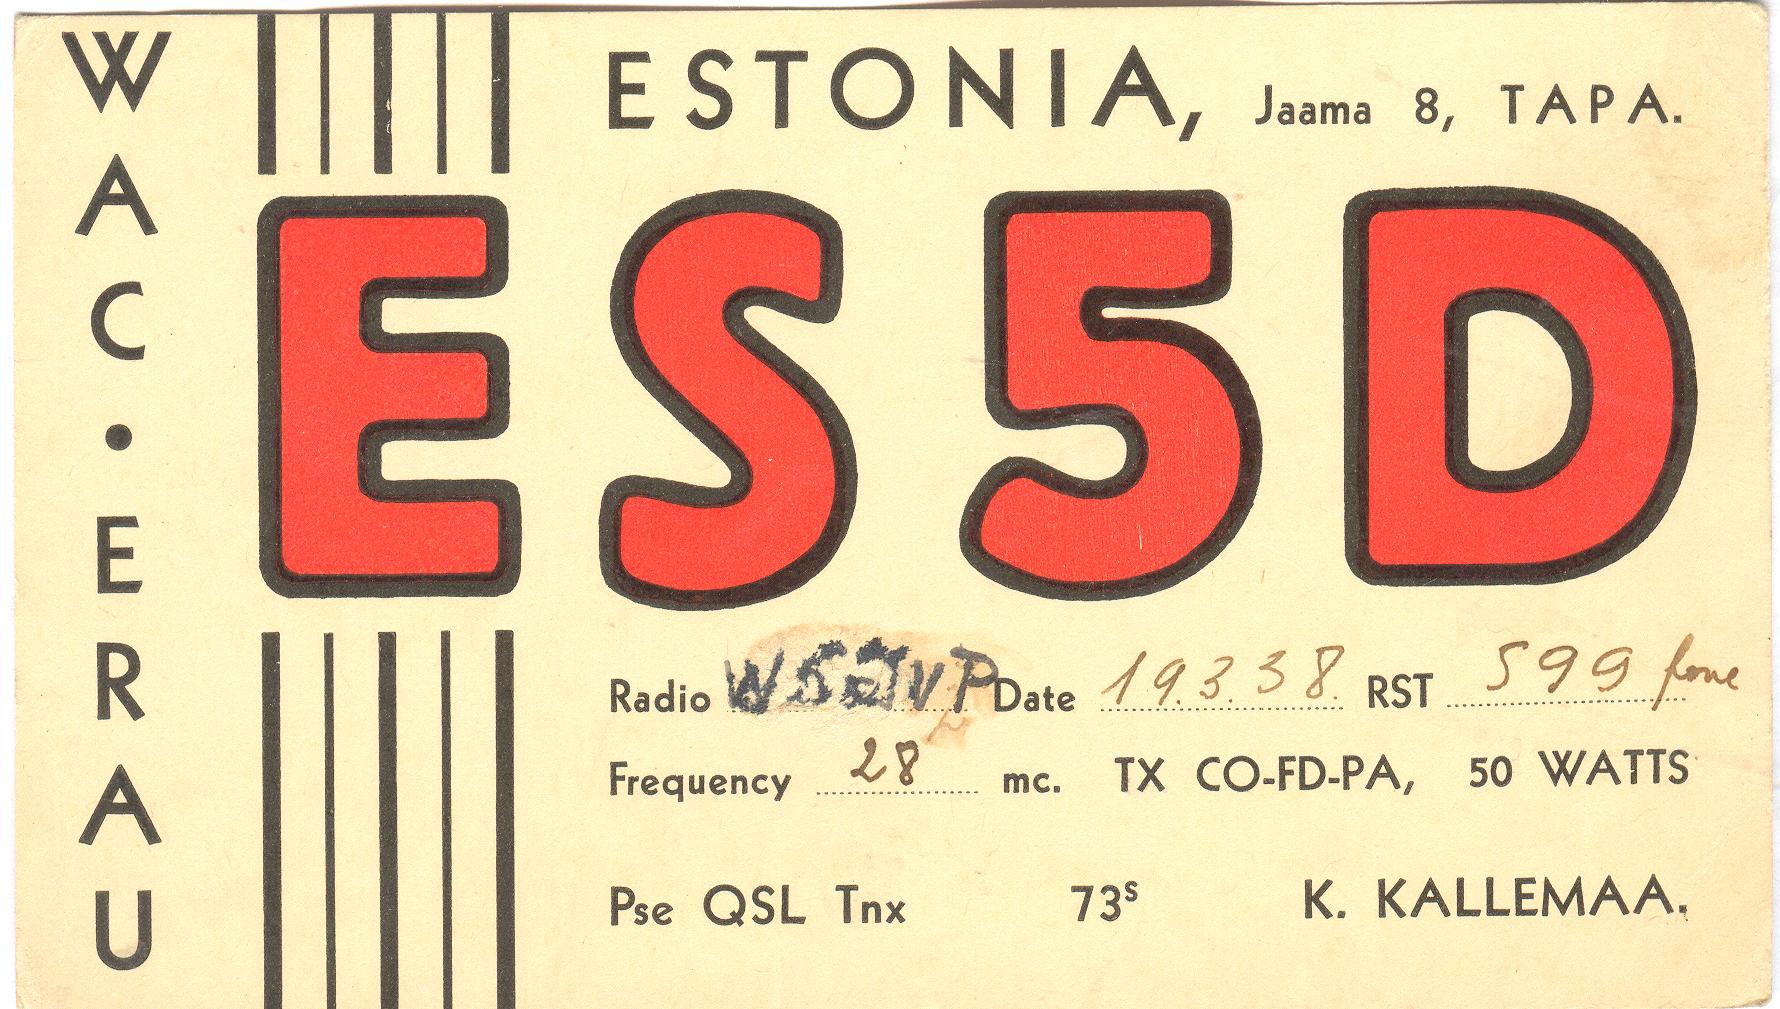 WAC · ERAU
ESTONIA, Jaama 8, TAPA.
ES5D
Radio Date 19.3.38. RST 599 fone
Frequency 28 mc. TX CO-FD-PA, 50 WATTS
Pse QSL Tnx 73s K. KALLEMAA.